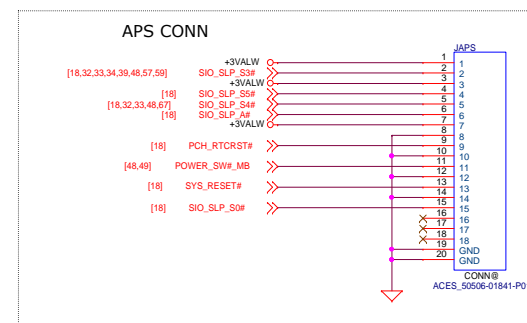 APS CONN
JAPS
+3VALW 1 1
[18,32,33,34,39,48,57,59] SIO_SLP_S3# 2 2
+3VALW 3 3
[18] SIO_SLP_S5# 4 4
[18,32,33,48,67] SIO_SLP_S4# 5 5
[18] SIO_SLP_A# 6 6
+3VALW 7 7
8 8
[18] PCH_RTCRST# 9 9
10 10
[48,49] POWER_SW#_MB 11 11
12 12
[18] SYS_RESET# 13 13
14 14
[18] SIO_SLP_S0# 15 15
16 16
17 17
18 18
19 GND
20 GND
CONN@
ACES_50506-01841-P0